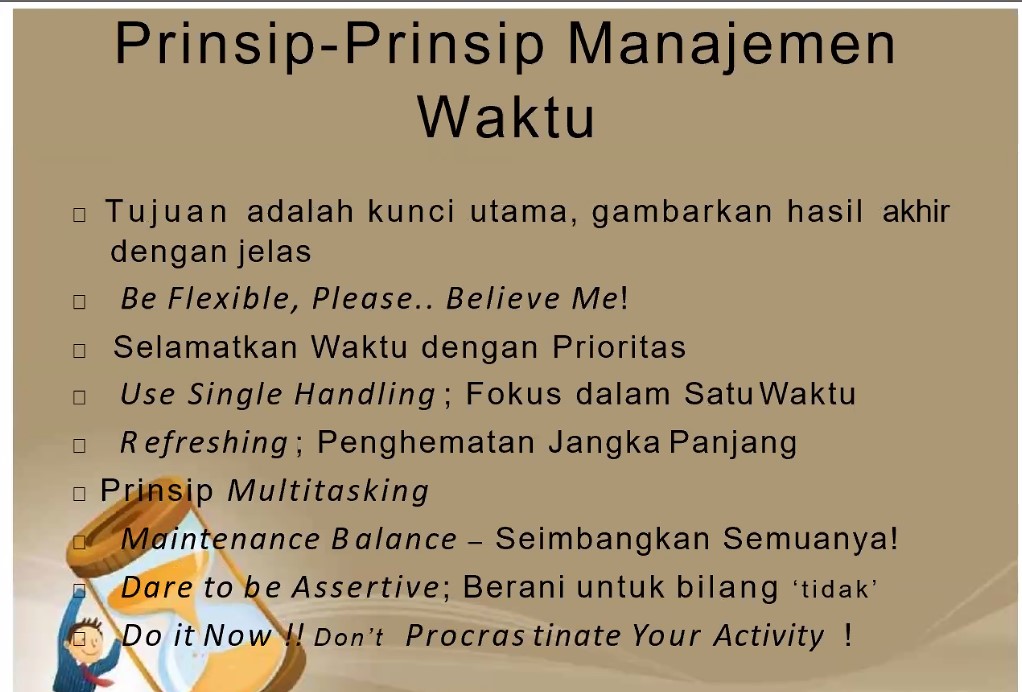 Prinsip-Prinsip Manajemen
Waktu
□ Tujuan adalah kunci utama, gambarkan hasil akhir
dengan jelas
□ Be Flexible, Please.. Believe Me!
□ Selamatkan Waktu dengan Prioritas
□ Use Single Handling; Fokus dalam Satu Waktu
□ Refreshing; Penghematan Jangka Panjang
□ Prinsip Multitasking
□ Maintenance Balance – Seimbangkan Semuanya!
□ Dare to be Assertive; Berani untuk bilang ‘tidak’
□ Do it Now !! Don’t Procrastinate Your Activity !